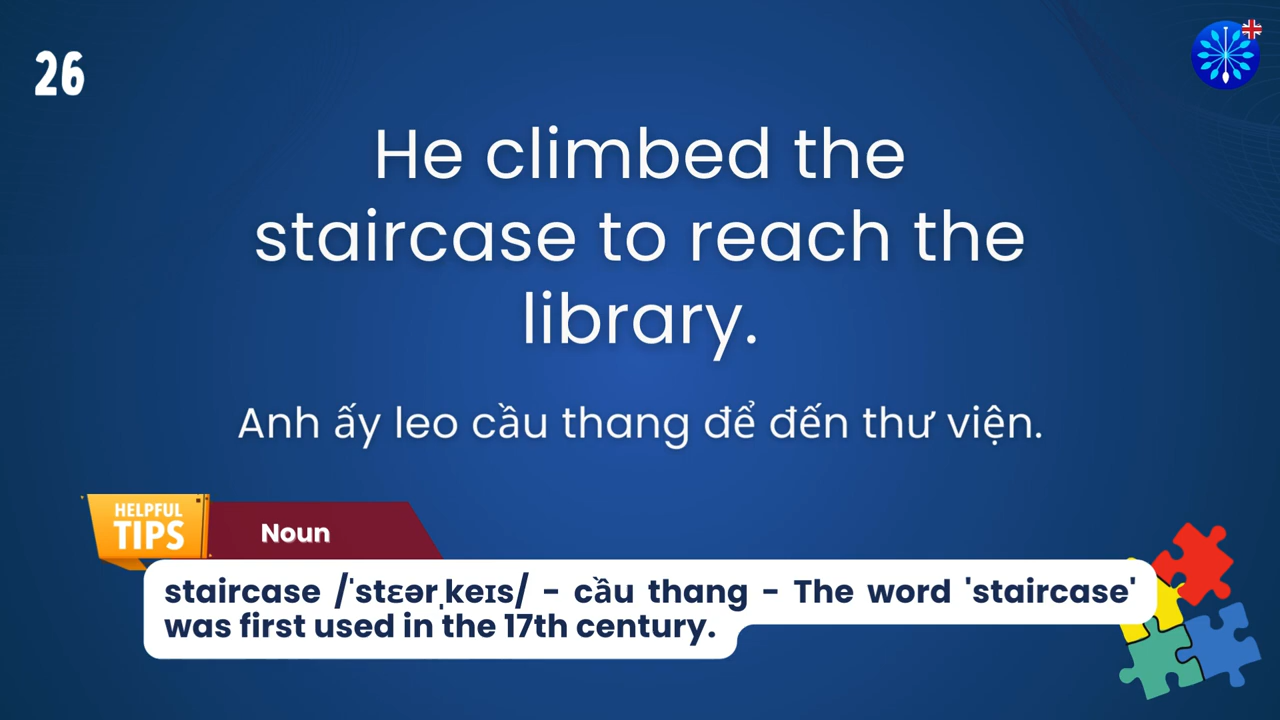 26
He climbed the
staircase to reach the
library.
Anh ấy leo cầu thang để đến thư viện.
HELPFUL
TIPS
Noun
staircase /ˈstɛərˌkeɪs/ - cầu thang - The word 'staircase'
was first used in the 17th century.